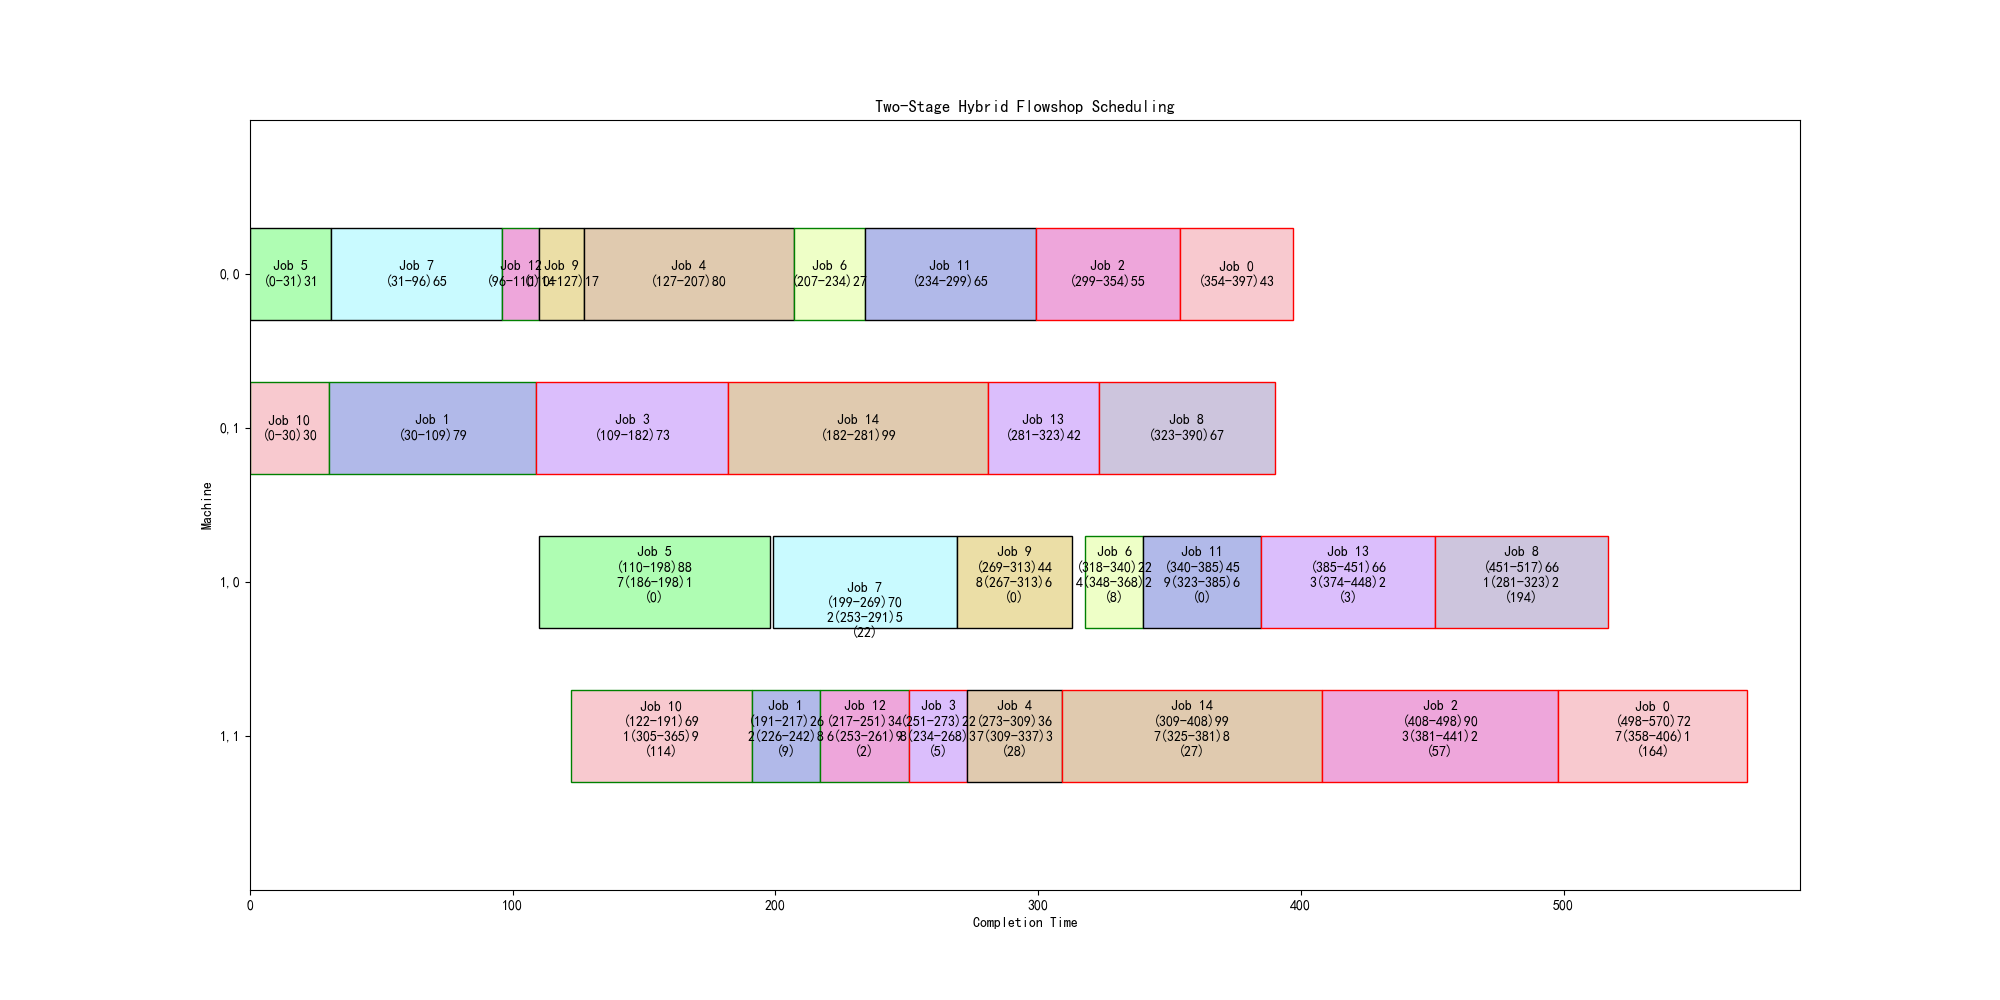 Two-Stage Hybrid Flowshop Scheduling
Machine
0,0
Job 5
(0-31)31
Job 7
(31-96)65
Job 12
Job 9
Job 4
(127-207)80
Job 6
(207-234)27
Job 11
(234-299)65
Job 2
(299-354)55
Job 0
(354-397)43
0,1
Job 10
(0-30)30
Job 1
(30-109)79
Job 3
(109-182)73
Job 14
(182-281)99
Job 13
(281-323)42
Job 8
(323-390)67
1,0
Job 5
(110-198)88
7(186-198)1
(0)
Job 7
(199-269)70
2(253-291)5
(22)
Job 9
(269-313)44
8(267-313)6
(0)
Job 6
(318-340)22
4(348-368)2
(8)
Job 11
(340-385)45
9(323-385)6
(0)
Job 13
(385-451)66
3(374-448)2
(3)
Job 8
(451-517)66
1(281-323)2
(194)
1,1
Job 10
(122-191)69
1(305-365)9
(114)
Job 1
(191-217)26
2(226-242)8
(9)
Job 12
(217-251)34
6(253-261)9
(2)
Job 3
(251-273)22
8(234-268)3
(5)
Job 4
(273-309)36
7(309-337)3
(28)
Job 14
(309-408)99
7(325-381)8
(27)
Job 2
(408-498)90
3(381-441)2
(57)
Job 0
(498-570)72
7(358-406)1
(164)
0
100
200
300
400
500
Completion Time